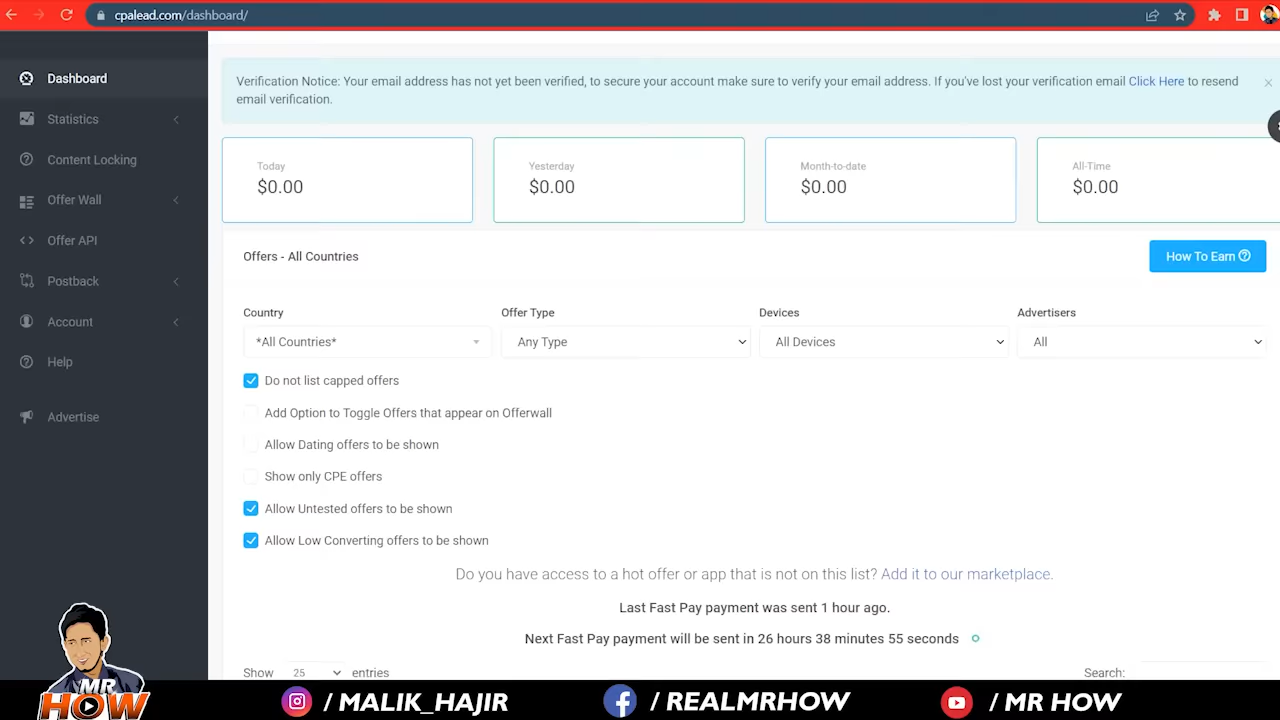 cpalead.com/dashboard/
Dashboard
Statistics
Content Locking
Offer Wall
Offer API
Postback
Account
Help
Advertise
Verification Notice: Your email address has not yet been verified, to secure your account make sure to verify your email address. If you've lost your verification email Click Here to resend
email verification.
Today
$0.00
Yesterday
$0.00
Month-to-date
$0.00
All-Time
$0.00
Offers - All Countries
How To Earn
Country
Offer Type
Devices
Advertisers
*All Countries*
Any Type
All Devices
All
Do not list capped offers
Add Option to Toggle Offers that appear on Offerwall
Allow Dating offers to be shown
Show only CPE offers
Allow Untested offers to be shown
Allow Low Converting offers to be shown
Do you have access to a hot offer or app that is not on this list? Add it to our marketplace.
Last Fast Pay payment was sent 1 hour ago.
Next Fast Pay payment will be sent in 26 hours 38 minutes 55 seconds
Show 25 entries
Search:
MR
HOW
/ MALIK_HAJIR
/ REALMRHOW
/ MR HOW